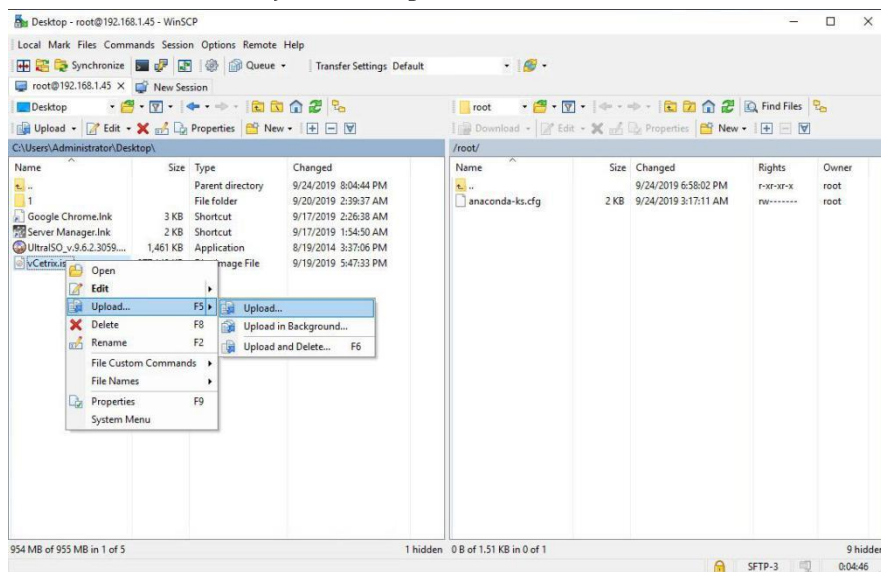 Desktop - root@192.168.1.45 - WinSCP
Local Mark Files Commands Session Options Remote Help
Synchronize Queue Transfer Settings Default
root@192.168.1.45 New Session
Desktop
root Find Files
Upload Edit Properties New
Download Edit Properties New
C:\Users\Administrator\Desktop\
/root/
Name Size Type Changed
.. Parent directory 9/24/2019 8:04:44 PM
1 File folder 9/20/2019 2:39:37 AM
Google Chrome.lnk 3 KB Shortcut 9/17/2019 2:26:38 AM
Server Manager.lnk 2 KB Shortcut 9/17/2019 1:54:50 AM
UltraISO_v.9.6.2.3059.... 1,461 KB Application 8/19/2014 3:37:06 PM
vCetrix.is 9/19/2019 5:47:33 PM
Name Size Changed Rights Owner
.. 9/24/2019 6:58:02 PM r-xr-xr-x root
anaconda-ks.cfg 2 KB 9/24/2019 3:17:11 AM rw------- root
Open
Edit
Upload... F5
Delete F8
Rename F2
File Custom Commands
File Names
Properties F9
System Menu
Upload...
Upload in Background...
Upload and Delete... F6
954 MB of 955 MB in 1 of 5 1 hidden
0 B of 1.51 KB in 0 of 1 9 hidden
SFTP-3 0:04:46